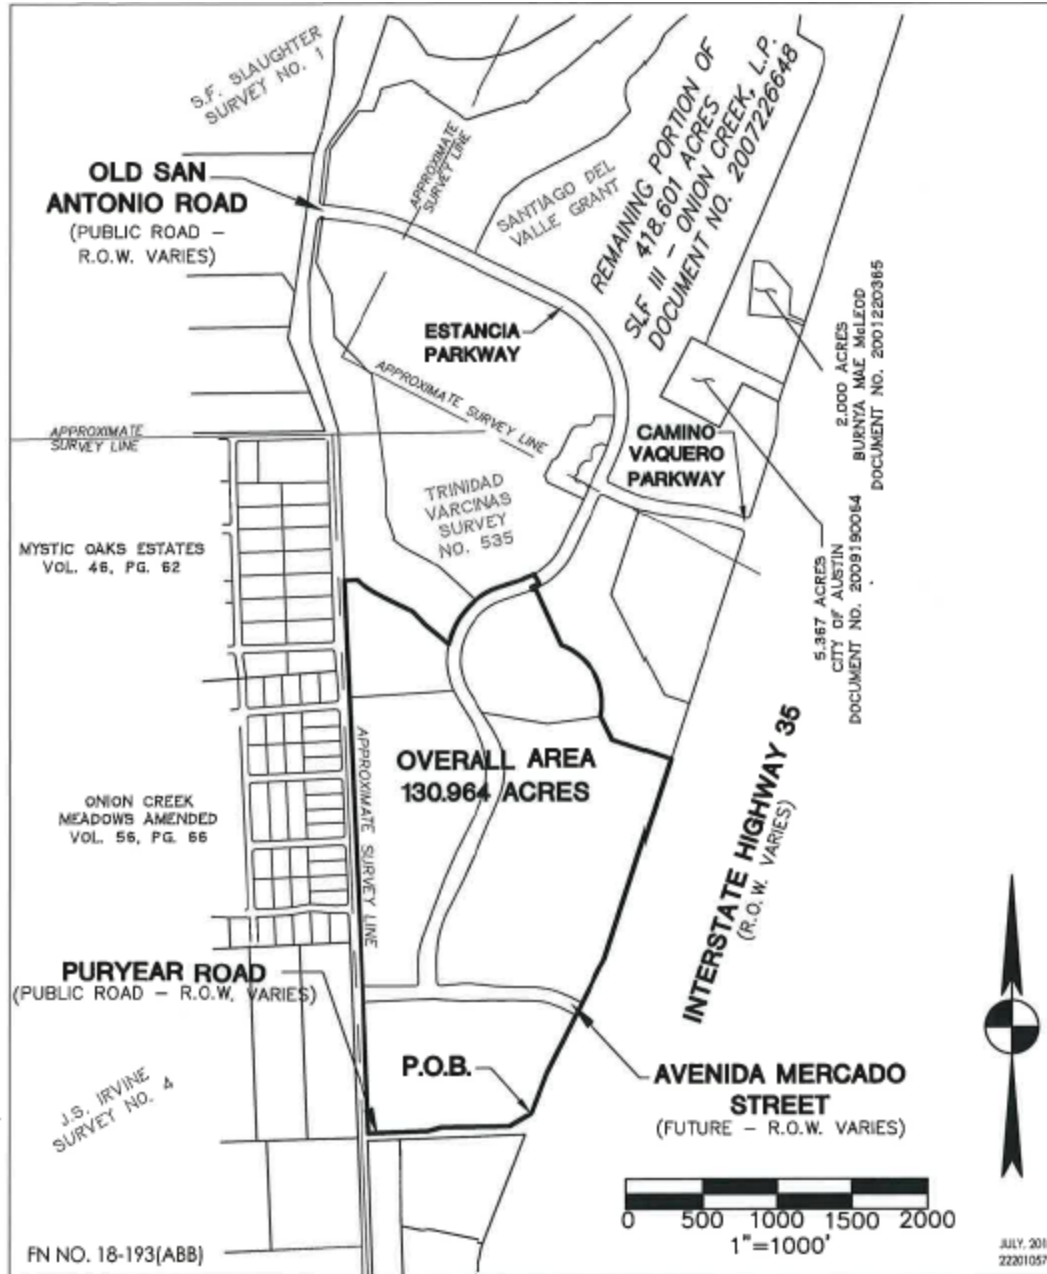 S.F. SLAUGHTER
SURVEY NO. 1
OLD SAN
ANTONIO ROAD
(PUBLIC ROAD –
R.O.W. VARIES)
APPROXIMATE
SURVEY LINE
SANTIAGO DEL
VALLE GRANT
REMAINING PORTION OF
418.601 ACRES
SLF III – ONION CREEK, L.P.
DOCUMENT NO. 2007226648
ESTANCIA
PARKWAY
APPROXIMATE SURVEY LINE
2.000 ACRES
BURNYA MAE McLEOD
DOCUMENT NO. 2001220365
APPROXIMATE
SURVEY LINE
CAMINO
VAQUERO
PARKWAY
TRINIDAD
VARCINAS
SURVEY
NO. 535
MYSTIC OAKS ESTATES
VOL. 46, PG. 62
5.367 ACRES
CITY OF AUSTIN
DOCUMENT NO. 2009190064
OVERALL AREA
130.964 ACRES
APPROXIMATE SURVEY LINE
INTERSTATE HIGHWAY 35
(R.O.W. VARIES)
ONION CREEK
MEADOWS AMENDED
VOL. 56, PG. 66
PURYEAR ROAD
(PUBLIC ROAD – R.O.W. VARIES)
P.O.B.
AVENIDA MERCADO
STREET
(FUTURE – R.O.W. VARIES)
J.S. IRVINE
SURVEY NO. 4
0 500 1000 1500 2000
1"=1000'
FN NO. 18-193(ABB)
JULY, 201
22201057